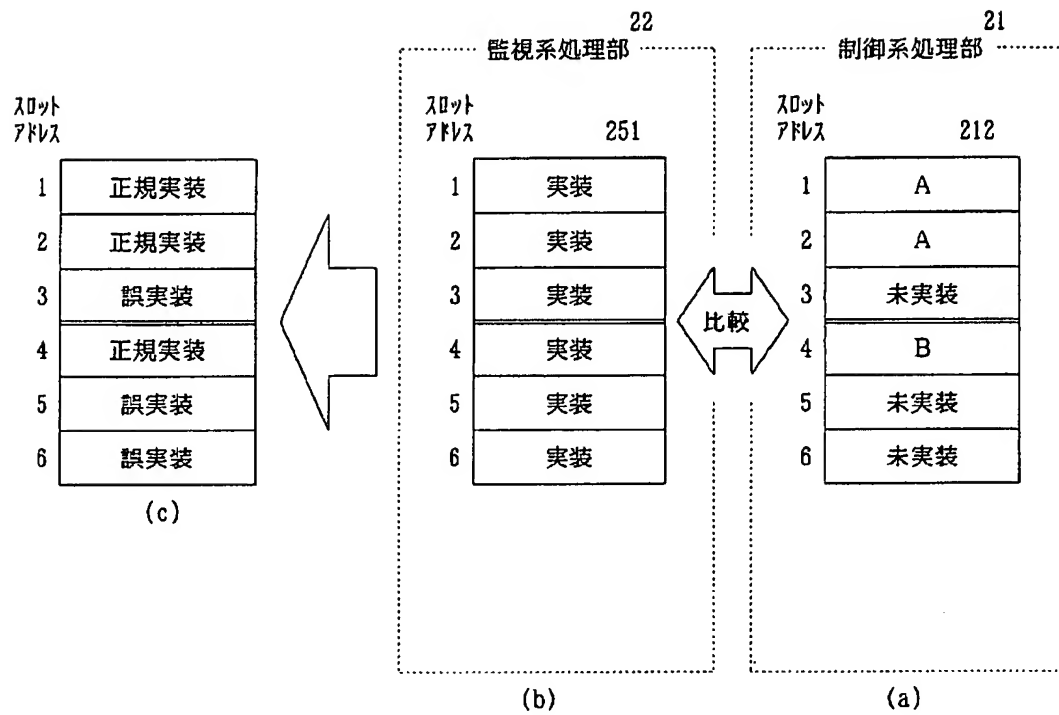 22
監視系処理部
21
制御系処理部
スロット
アドレス
1 正規実装
2 正規実装
3 誤実装
4 正規実装
5 誤実装
6 誤実装
(c)
スロット
アドレス
251
1 実装
2 実装
3 実装
4 実装
5 実装
6 実装
(b)
比較
スロット
アドレス
212
1 A
2 A
3 未実装
4 B
5 未実装
6 未実装
(a)